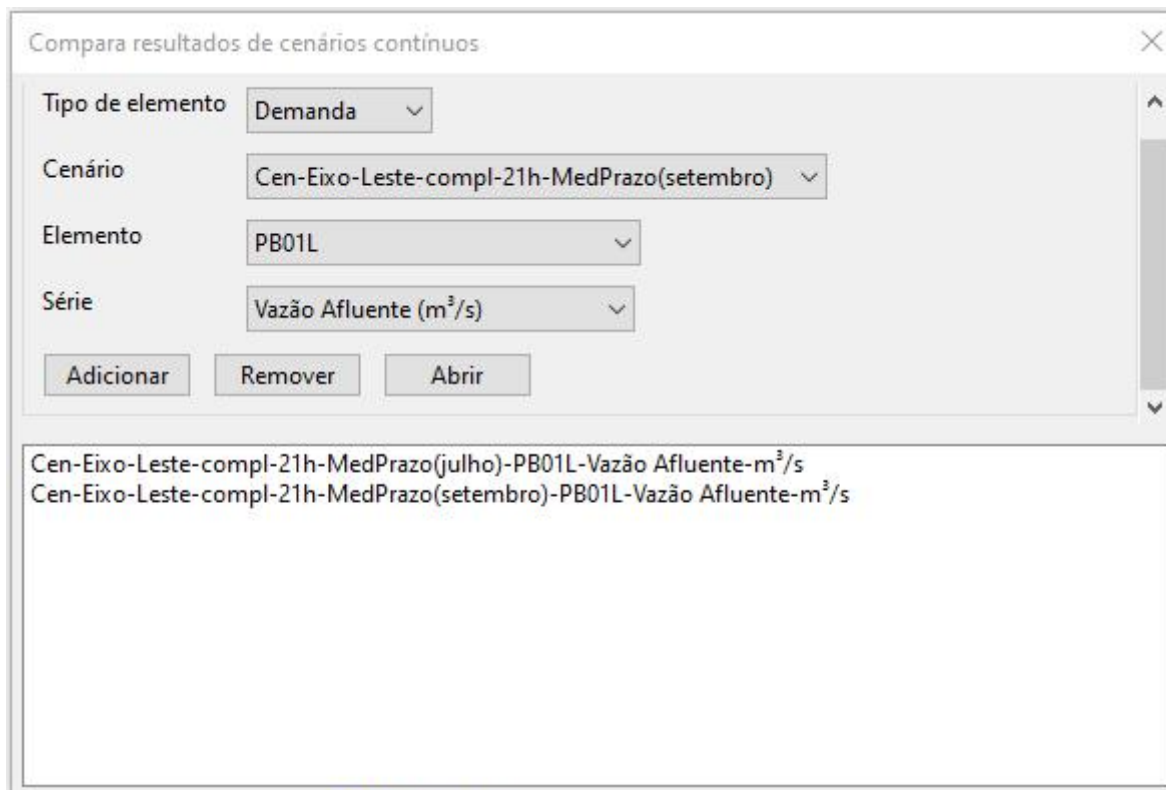 Compara resultados de cenários contínuos
Tipo de elemento Demanda
Cenário Cen-Eixo-Leste-compl-21h-MedPrazo(setembro)
Elemento PB01L
Série Vazão Afluente (m³/s)
Adicionar Remover Abrir
Cen-Eixo-Leste-compl-21h-MedPrazo(julho)-PB01L-Vazão Afluente-m³/s
Cen-Eixo-Leste-compl-21h-MedPrazo(setembro)-PB01L-Vazão Afluente-m³/s